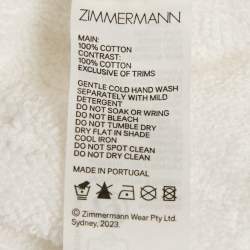 ZIMMERMANN
MAIN:
100% COTTON
CONTRAST:
100% COTTON
EXCLUSIVE OF TRIMS
GENTLE COLD HAND WASH
SEPARATELY WITH MILD
DETERGENT
DO NOT SOAK OR WRING
DO NOT BLEACH
DO NOT TUMBLE DRY
DRY FLAT IN SHADE
COOL IRON
DO NOT SPOT CLEAN
DO NOT DRY CLEAN
MADE IN PORTUGAL
© Zimmermann Wear Pty Ltd.
Sydney, 2023.